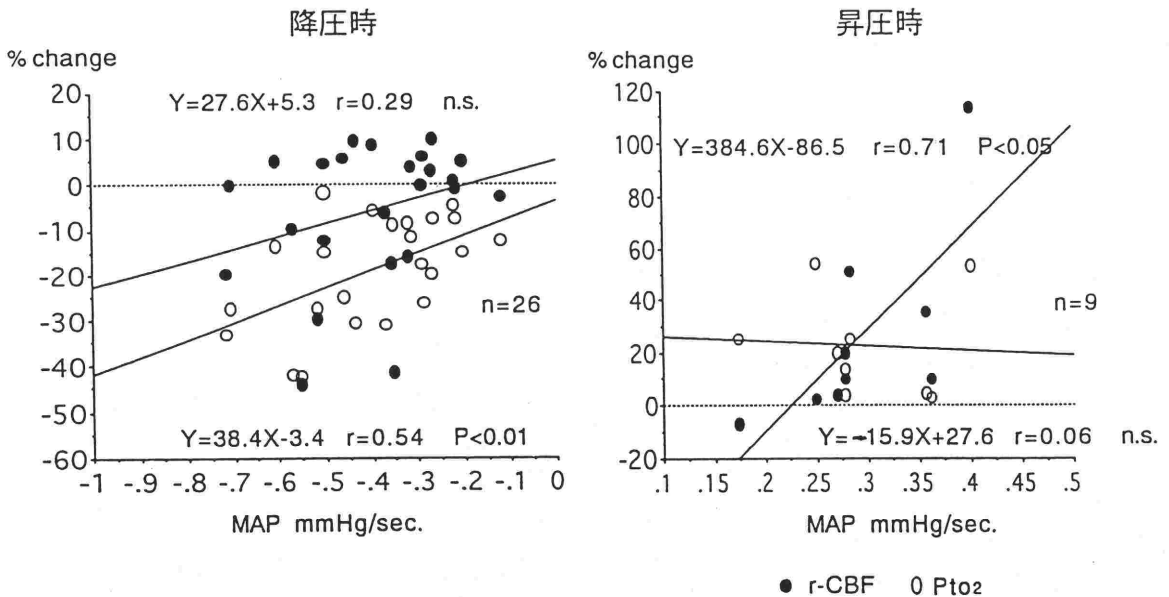 降圧時
% change
20
10
0
-10
-20
-30
-40
-50
-60
Y=27.6X+5.3 r=0.29 n.s.
n=26
Y=38.4X-3.4 r=0.54 P<0.01
-1 -.9 -.8 -.7 -.6 -.5 -.4 -.3 -.2 -.1 0
MAP mmHg/sec.
昇圧時
% change
120
100
80
60
40
20
0
-20
Y=384.6X-86.5 r=0.71 P<0.05
n=9
Y=-15.9X+27.6 r=0.06 n.s.
.1 .15 .2 .25 .3 .35 .4 .45 .5
MAP mmHg/sec.
● r-CBF O Pto₂